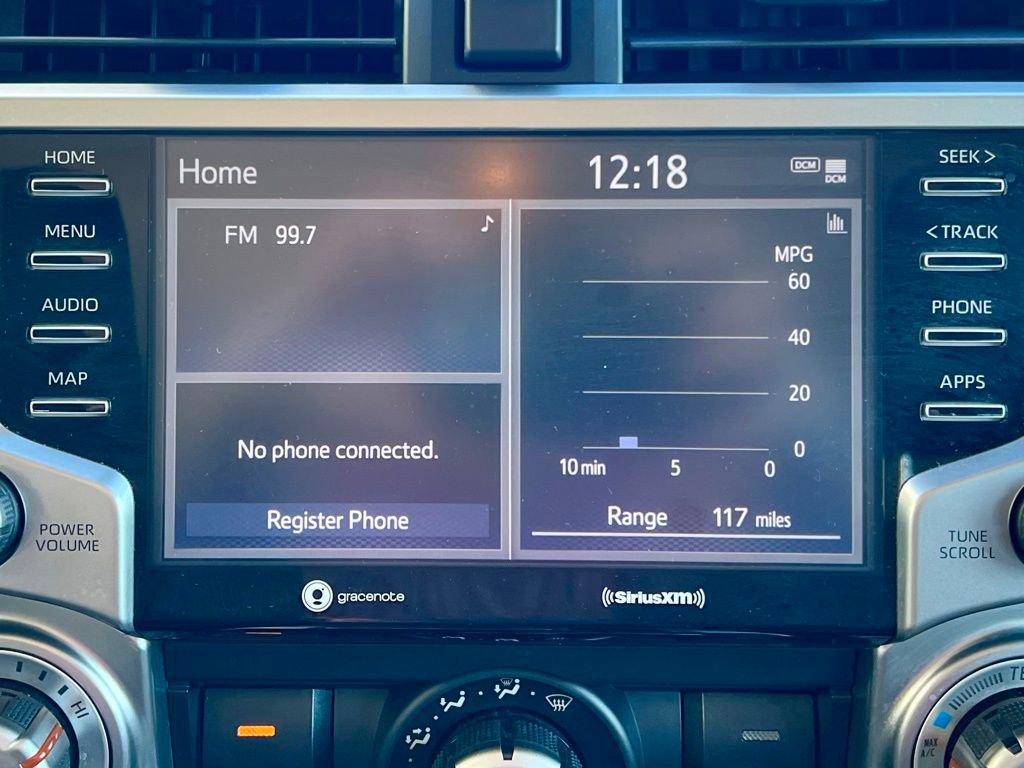 HOME
MENU
AUDIO
MAP
POWER
VOLUME
Home
12:18
DCM
DCM
FM 99.7
No phone connected.
Register Phone
MPG
60
40
20
0
10 min 5 0
Range 117 miles
SEEK >
< TRACK
PHONE
APPS
TUNE
SCROLL
gracenote
((SiriusXM))
HI
MAX
A/C